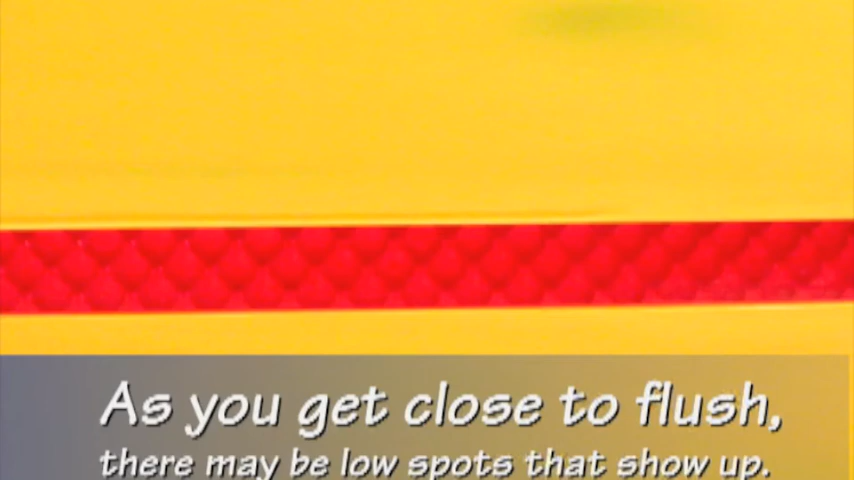 As you get close to flush,
there may be low spots that show up.